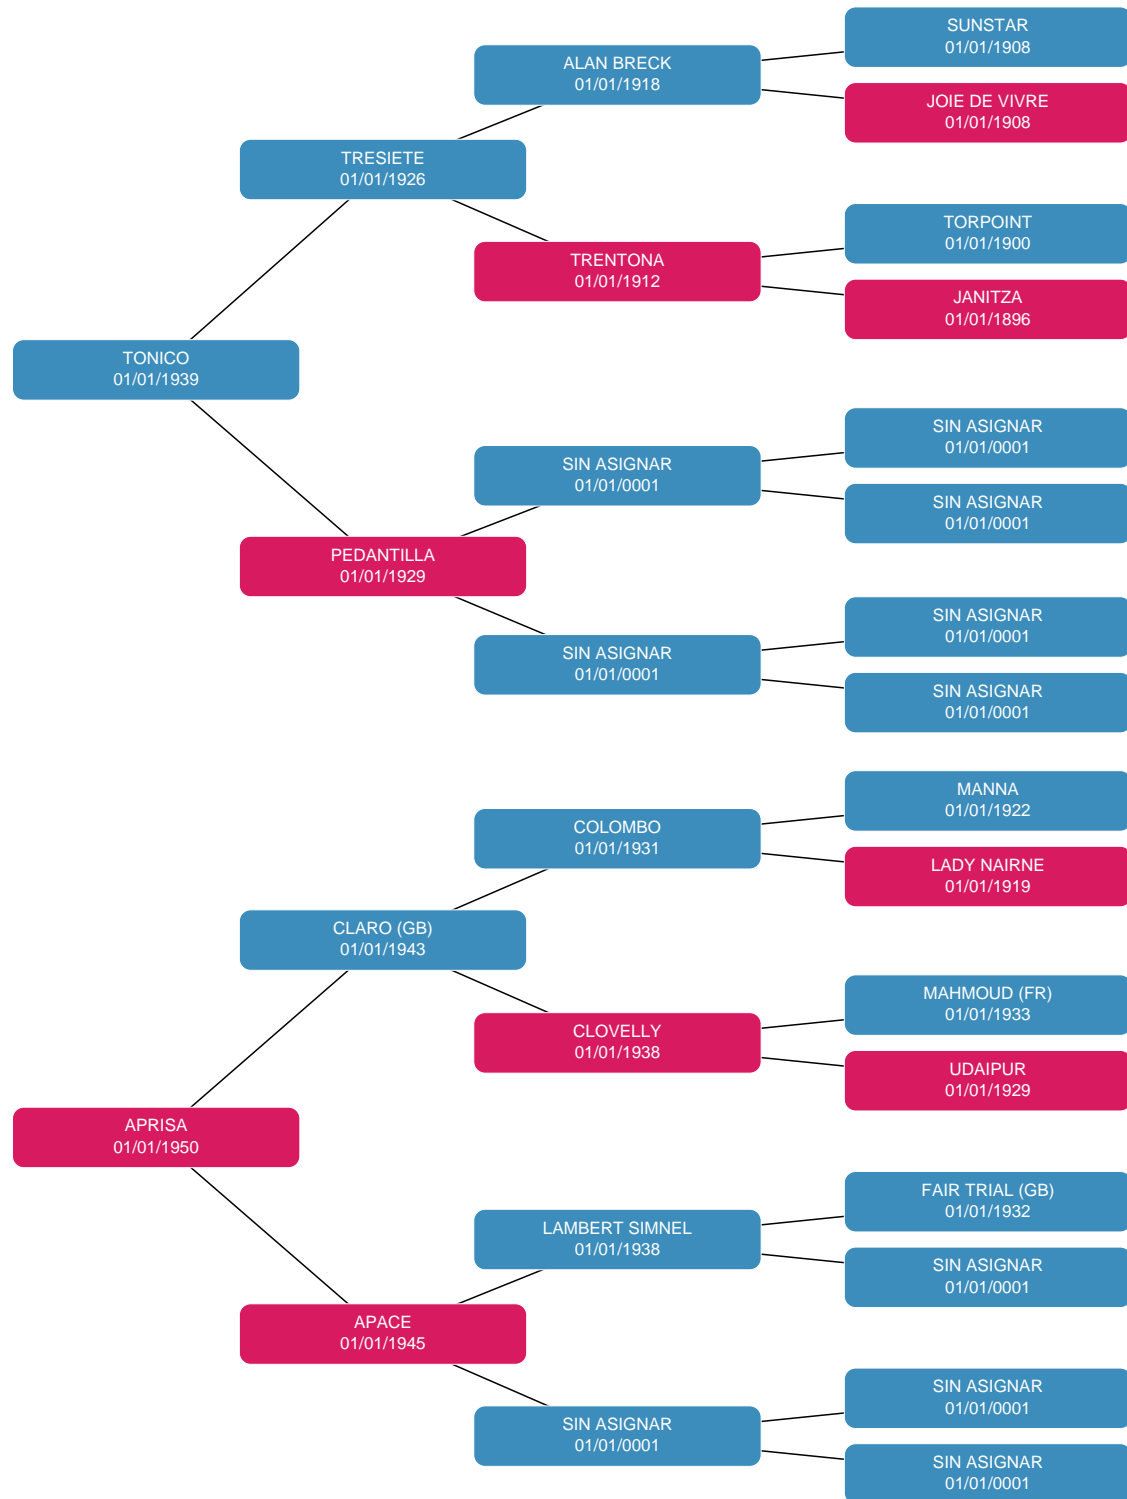 SUNSTAR
01/01/1908
ALAN BRECK
01/01/1918
JOIE DE VIVRE
01/01/1908
TRESIETE
01/01/1926
TORPOINT
01/01/1900
TRENTONA
01/01/1912
JANITZA
01/01/1896
TONICO
01/01/1939
SIN ASIGNAR
01/01/0001
SIN ASIGNAR
01/01/0001
SIN ASIGNAR
01/01/0001
PEDANTILLA
01/01/1929
SIN ASIGNAR
01/01/0001
SIN ASIGNAR
01/01/0001
SIN ASIGNAR
01/01/0001
MANNA
01/01/1922
COLOMBO
01/01/1931
LADY NAIRNE
01/01/1919
CLARO (GB)
01/01/1943
MAHMOUD (FR)
01/01/1933
CLOVELLY
01/01/1938
UDAIPUR
01/01/1929
APRISA
01/01/1950
FAIR TRIAL (GB)
01/01/1932
LAMBERT SIMNEL
01/01/1938
SIN ASIGNAR
01/01/0001
APACE
01/01/1945
SIN ASIGNAR
01/01/0001
SIN ASIGNAR
01/01/0001
SIN ASIGNAR
01/01/0001